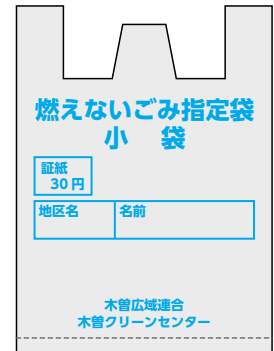 燃えないごみ指定袋
小　袋
証紙
30円
地区名　名前
木曽広域連合
木曽クリーンセンター